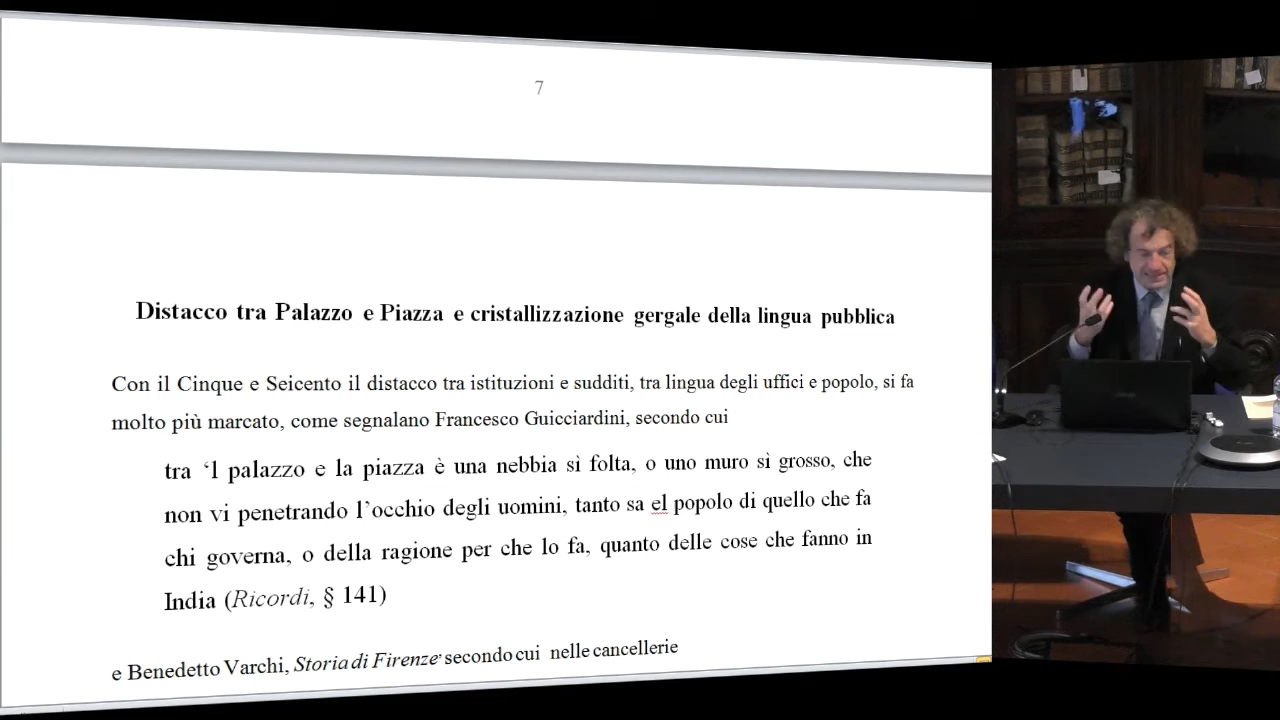 7
Distacco tra Palazzo e Piazza e cristallizzazione gergale della lingua pubblica
Con il Cinque e Seicento il distacco tra istituzioni e sudditi, tra lingua degli uffici e popolo, si fa
molto più marcato, come segnalano Francesco Guicciardini, secondo cui
tra ‘l palazzo e la piazza è una nebbia sì folta, o uno muro sì grosso, che
non vi penetrando l’occhio degli uomini, tanto sa el popolo di quello che fa
chi governa, o della ragione per che lo fa, quanto delle cose che fanno in
India (Ricordi, § 141)
e Benedetto Varchi, Storia di Firenze, secondo cui nelle cancellerie